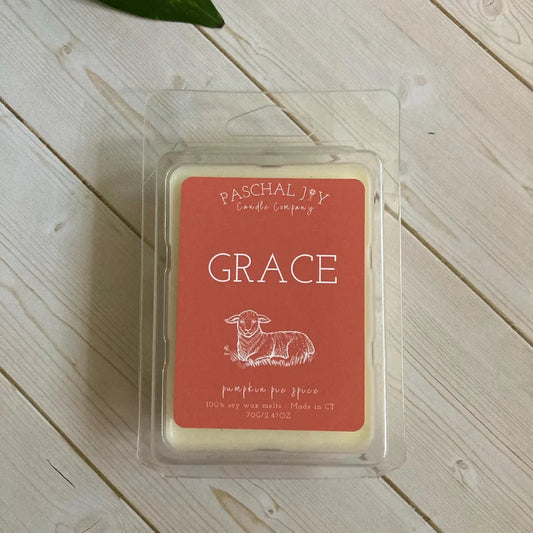 PASCHAL JOY
Candle Company
GRACE
pumpkin pie spice
100% soy wax melts - Made in CT
70G/2.47OZ